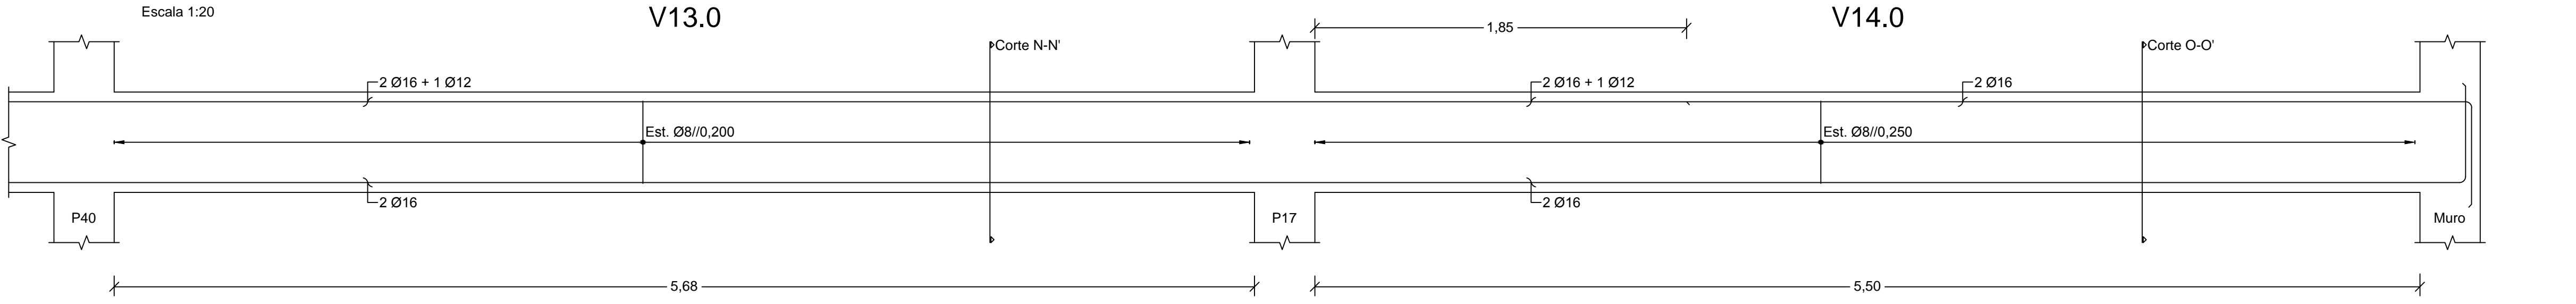 Escala 1:20
V13.0
V14.0
1,85
Corte N-N'
Corte O-O'
2 Ø16 + 1 Ø12
2 Ø16 + 1 Ø12
2 Ø16
Est. Ø8//0,200
Est. Ø8//0,250
2 Ø16
2 Ø16
P40
P17
Muro
5,68
5,50